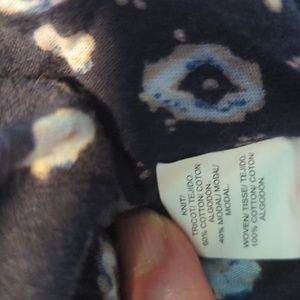 KNIT/
TRICOT/ TEJIDO.
60% COTTON/ COTON
ALGODON.
40% MODAL/ MODAL/
MODAL.
WOVEN/ TISSE/ TEJIDO.
100% COTTON/ COTON/
ALGODON.